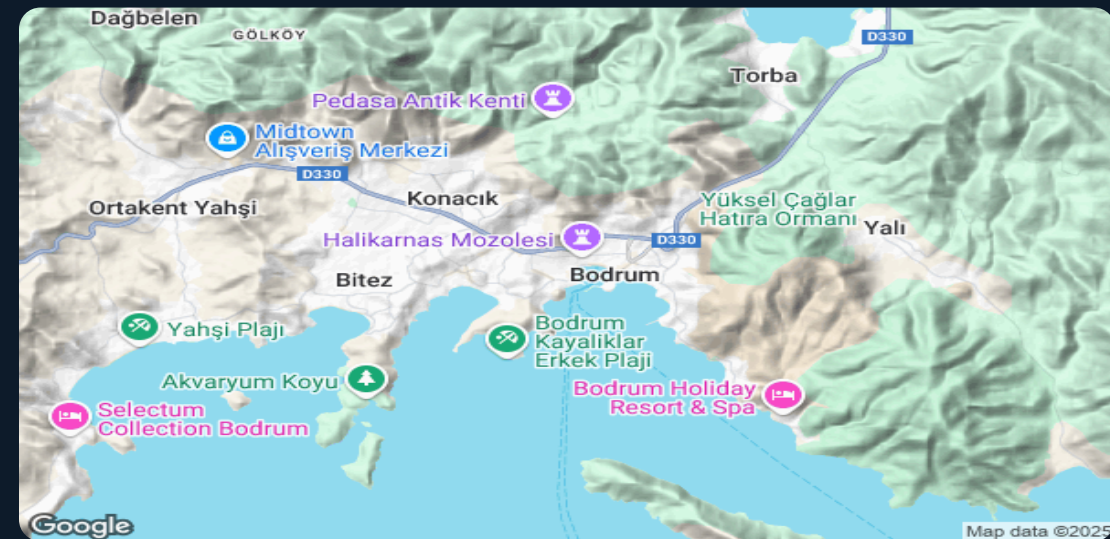 Dağbelen
GÖLKÖY
D330
Torba
Pedasa Antik Kenti
Midtown
Alışveriş Merkezi
D330
Konacık
Ortakent Yahşi
Yüksel Çağlar
Hatıra Ormanı
Yalı
Halikarnas Mozolesi
D330
Bitez
Bodrum
Yahşi Plajı
Bodrum
Kayaliklar
Erkek Plaji
Akvaryum Koyu
Bodrum Holiday
Resort & Spa
Selectum
Collection Bodrum
Google
Map data ©2025